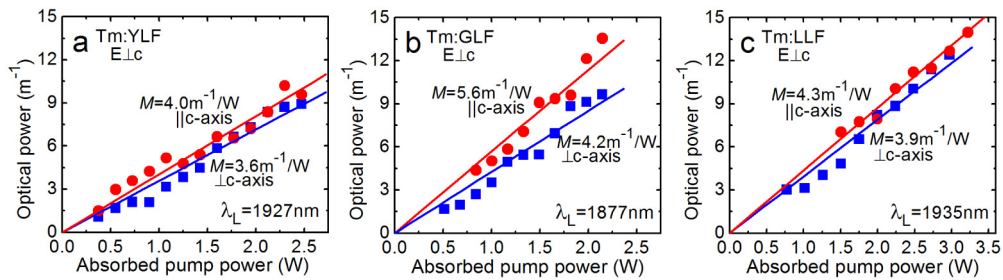 a
Tm:YLF
E⊥c
M=4.0m⁻¹/W
||c-axis
M=3.6m⁻¹/W
⊥c-axis
λL=1927nm
Optical power (m⁻¹)
15
12
9
6
3
0
0.0 0.5 1.0 1.5 2.0 2.5
Absorbed pump power (W)
b
Tm:GLF
E⊥c
M=5.6m⁻¹/W
||c-axis
M=4.2m⁻¹/W
⊥c-axis
λL=1877nm
Optical power (m⁻¹)
15
12
9
6
3
0
0.0 0.5 1.0 1.5 2.0 2.5
Absorbed pump power (W)
c
Tm:LLF
E⊥c
M=4.3m⁻¹/W
||c-axis
M=3.9m⁻¹/W
⊥c-axis
λL=1935nm
Optical power (m⁻¹)
15
12
9
6
3
0
0.0 0.5 1.0 1.5 2.0 2.5 3.0 3.5
Absorbed pump power (W)